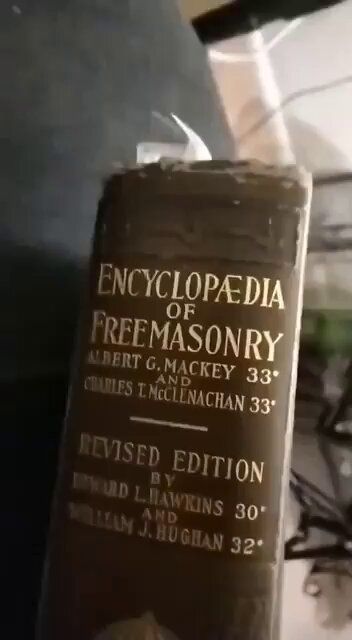 ENCYCLOPÆDIA
OF
FREEMASONRY
ALBERT G. MACKEY 33°
AND
CHARLES T. McCLENACHAN 33°
REVISED EDITION
BY
EDWARD L. HAWKINS 30°
AND
WILLIAM J. HUGHAN 32°